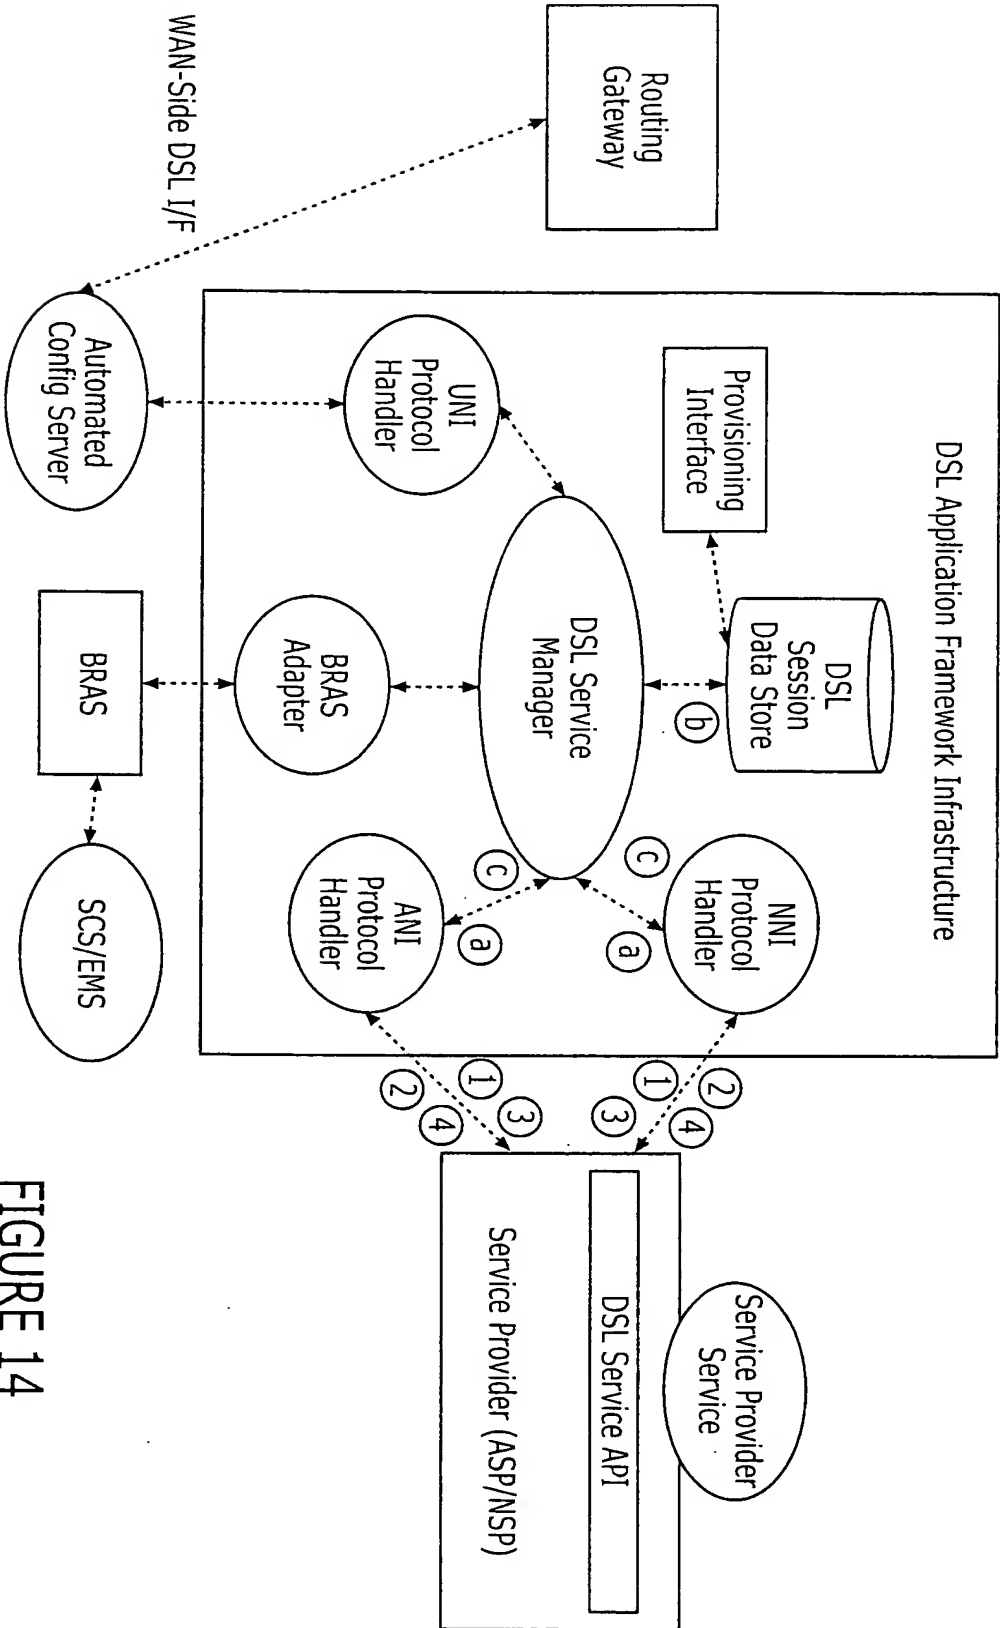 DSL Application Framework Infrastructure
Routing
Gateway
WAN-Side DSL I/F
Provisioning
Interface
DSL
Session
Data Store
b
UNI
Protocol
Handler
DSL Service
Manager
NNI
Protocol
Handler
c
a
c
a
ANI
Protocol
Handler
BRAS
Adapter
Automated
Config Server
BRAS
SCS/EMS
2
4
1
3
1
3
2
4
Service Provider
Service
DSL Service API
Service Provider (ASP/NSP)
FIGURE 14